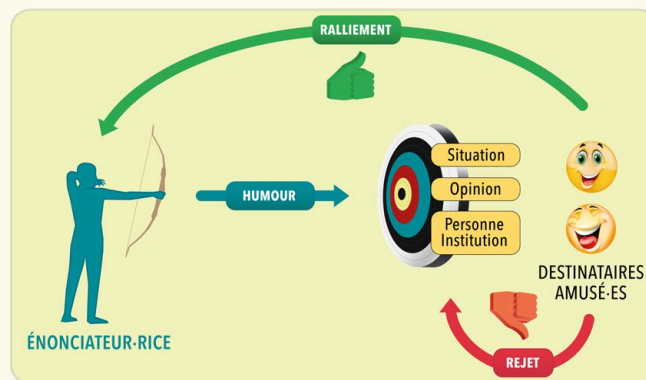 RALLIEMENT
Situation
HUMOUR
Opinion
Personne
Institution
DESTINATAIRES
AMUSÉ·ES
ÉNONCIATEUR·RICE
REJET